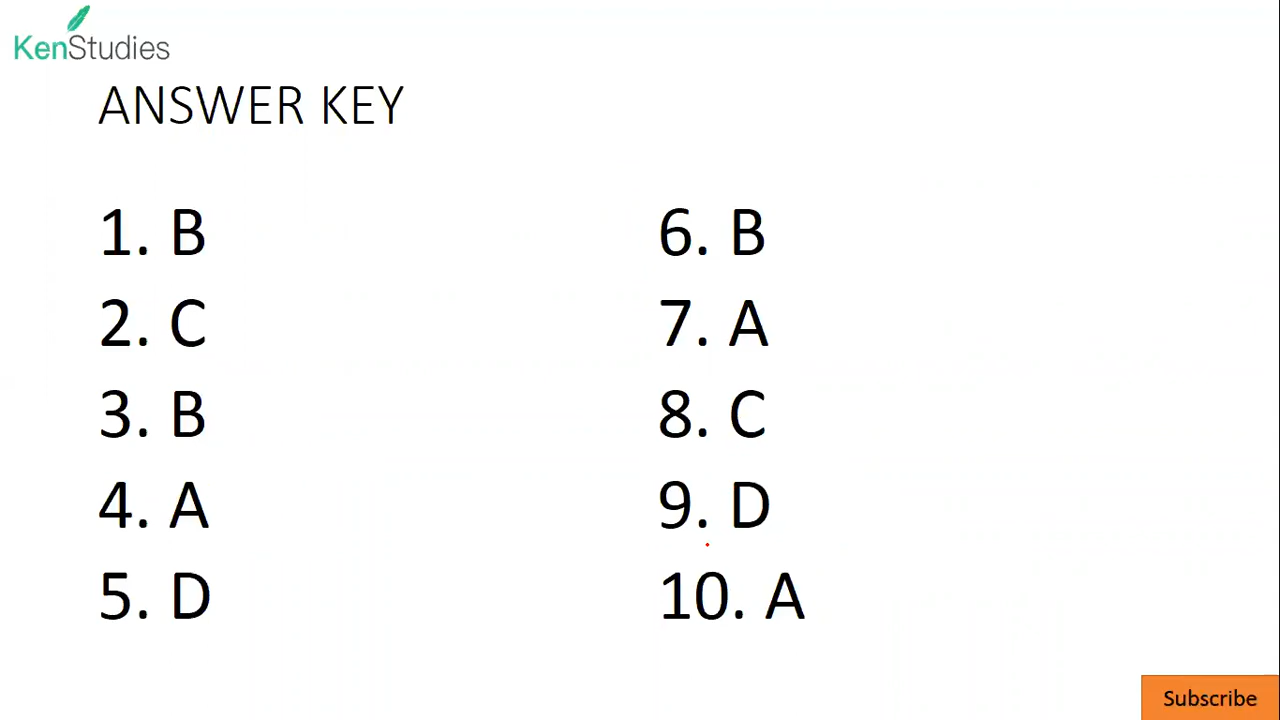 KenStudies
ANSWER KEY
1. B
2. C
3. B
4. A
5. D
6. B
7. A
8. C
9. D
10. A
Subscribe